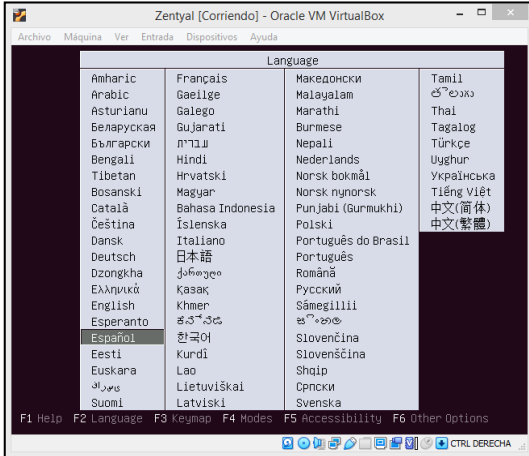 Zentyal [Corriendo] - Oracle VM VirtualBox
Archivo Máquina Ver Entrada Dispositivos Ayuda
Language
Amharic
Arabic
Asturianu
Беларуская
Български
Bengali
Tibetan
Bosanski
Català
Čeština
Dansk
Deutsch
Dzongkha
Ελληνικά
English
Esperanto
Español
Eesti
Euskara
Suomi
Français
Gaeilge
Galego
Gujarati
Hindi
Hrvatski
Magyar
Bahasa Indonesia
Íslenska
Italiano
日本語
ქართული
Қазақ
Khmer
한국어
Kurdî
Lao
Lietuviškai
Latviski
Македонски
Malayalam
Marathi
Burmese
Nepali
Nederlands
Norsk bokmål
Norsk nynorsk
Punjabi (Gurmukhi)
Polski
Português do Brasil
Português
Română
Русский
Sámegillii
Slovenčina
Slovenščina
Shqip
Српски
Svenska
Tamil
Thai
Tagalog
Türkçe
Uyghur
Українська
Tiếng Việt
中文(简体)
中文(繁體)
F1 Help F2 Language F3 Keymap F4 Modes F5 Accessibility F6 Other Options
CTRL DERECHA